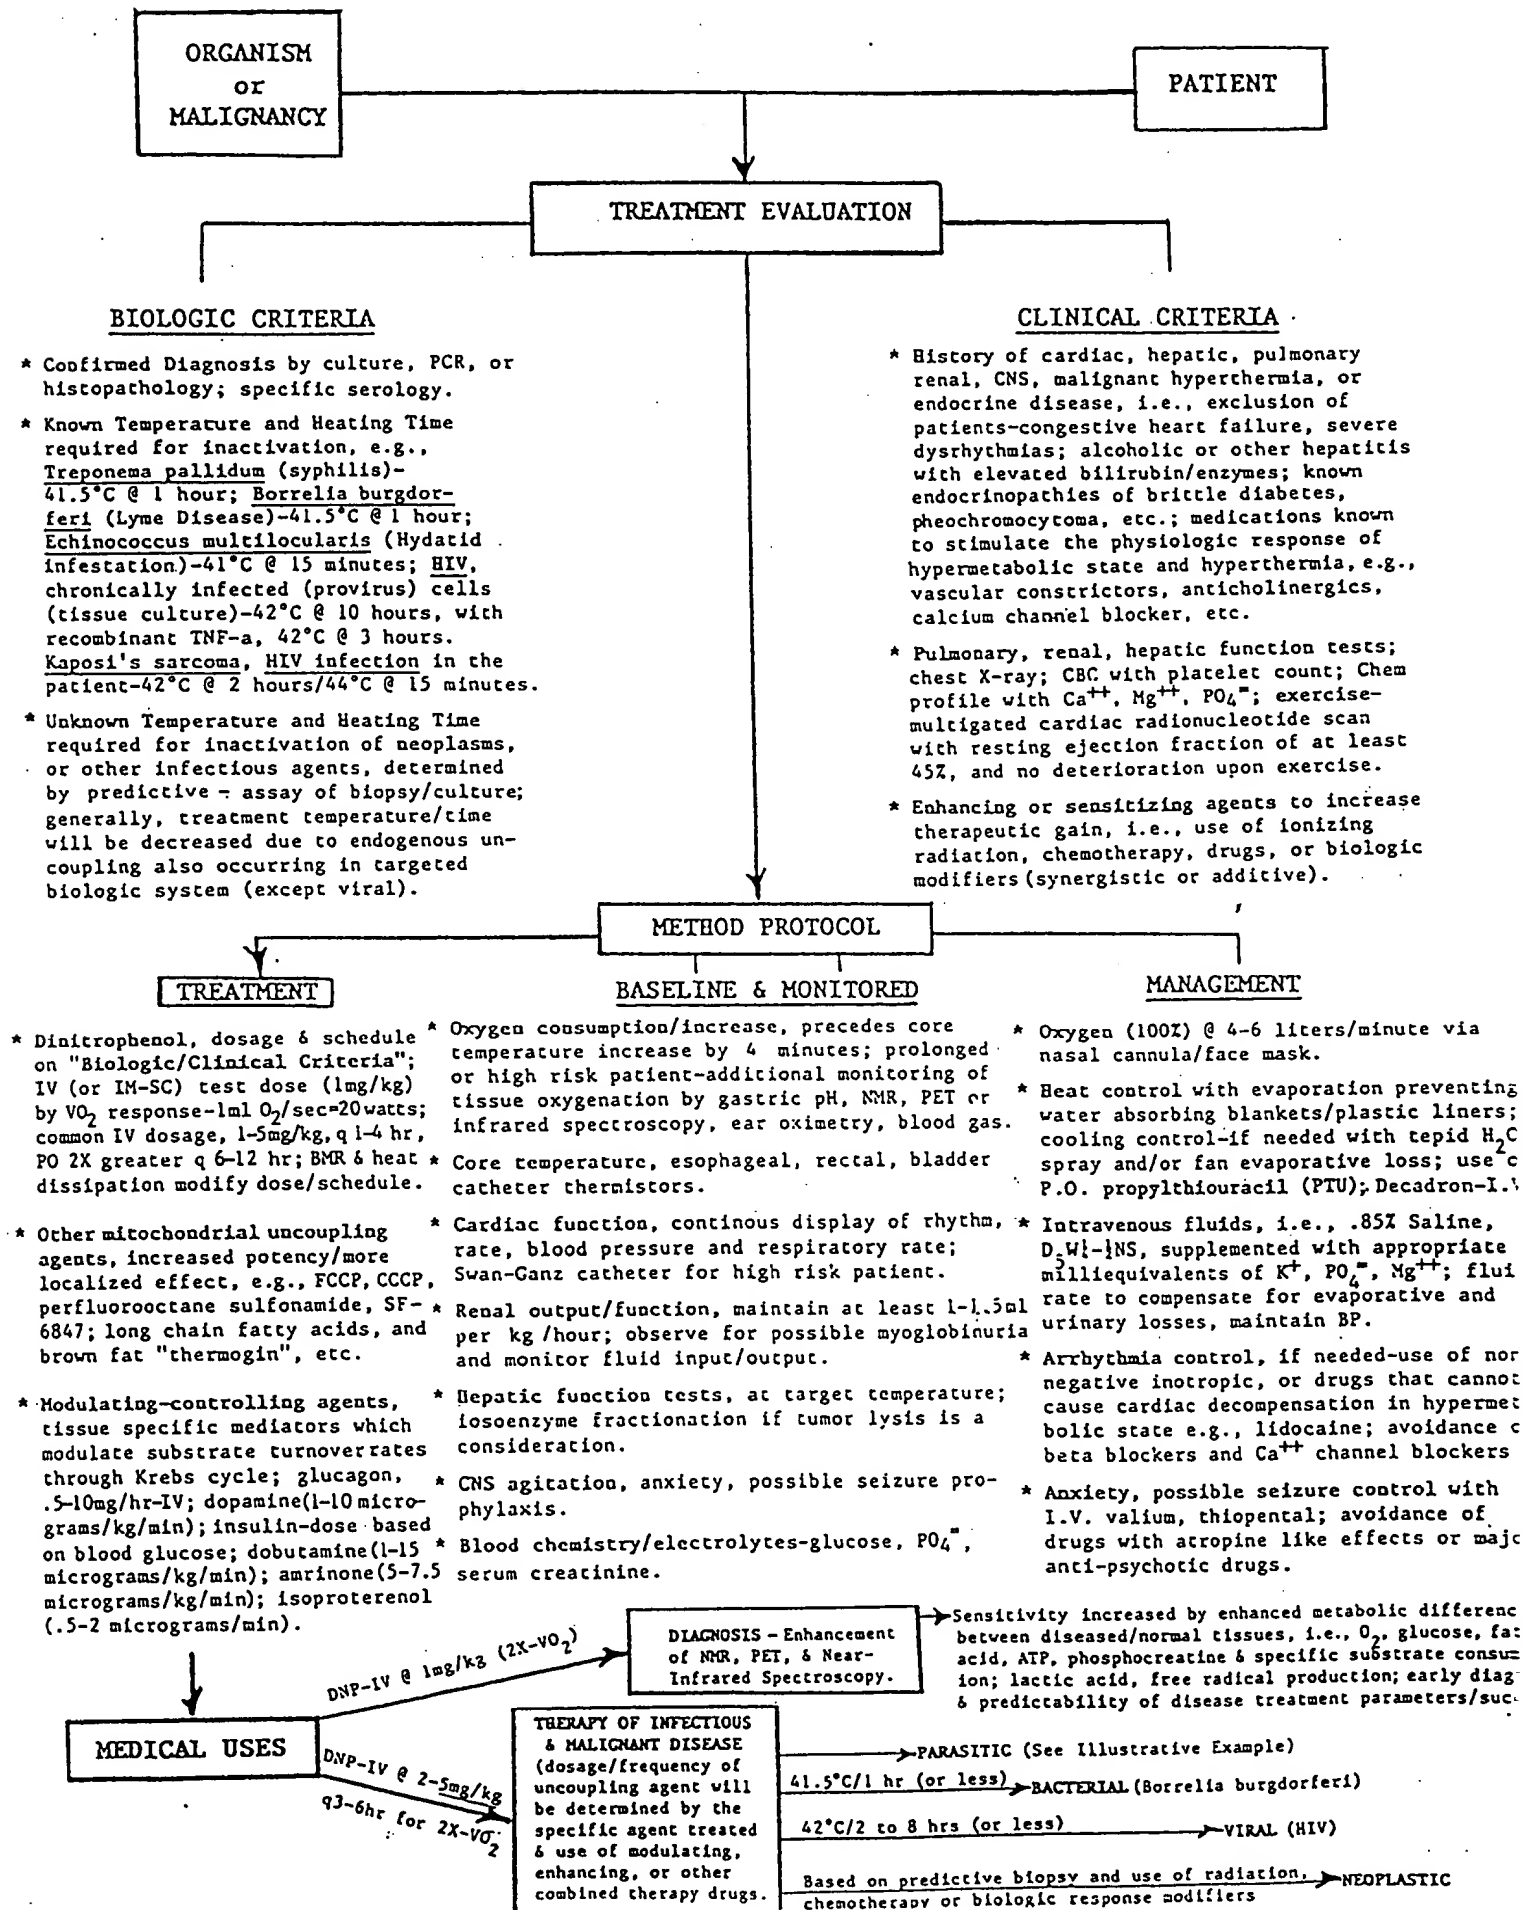 ORGANISM
or
MALIGNANCY
PATIENT
TREATMENT EVALUATION
BIOLOGIC CRITERIA
* Confirmed Diagnosis by culture, PCR, or
histopathology; specific serology.
* Known Temperature and Heating Time
required for inactivation, e.g.,
Treponema pallidum (syphilis)-
41.5°C @ 1 hour; Borrelia burgdor-
feri (Lyme Disease)-41.5°C @ 1 hour;
Echinococcus multilocularis (Hydatid
infestation)-41°C @ 15 minutes; HIV,
chronically infected (provirus) cells
(tissue culture)-42°C @ 10 hours, with
recombinant TNF-a, 42°C @ 3 hours.
Kaposi's sarcoma, HIV infection in the
patient-42°C @ 2 hours/44°C @ 15 minutes.
* Unknown Temperature and Heating Time
required for inactivation of neoplasms,
or other infectious agents, determined
by predictive - assay of biopsy/culture;
generally, treatment temperature/time
will be decreased due to endogenous un-
coupling also occurring in targeted
biologic system (except viral).
CLINICAL CRITERIA
* History of cardiac, hepatic, pulmonary
renal, CNS, malignant hyperthermia, or
endocrine disease, i.e., exclusion of
patients-congestive heart failure, severe
dysrhythmias; alcoholic or other hepatitis
with elevated bilirubin/enzymes; known
endocrinopathies of brittle diabetes,
pheochromocytoma, etc.; medications known
to stimulate the physiologic response of
hypermetabolic state and hyperthermia, e.g.,
vascular constrictors, anticholinergics,
calcium channel blocker, etc.
* Pulmonary, renal, hepatic function tests;
chest X-ray; CBC with platelet count; Chem
profile with Ca++, Mg++, PO4=; exercise-
multigated cardiac radionucleotide scan
with resting ejection fraction of at least
45%, and no deterioration upon exercise.
* Enhancing or sensitizing agents to increase
therapeutic gain, i.e., use of ionizing
radiation, chemotherapy, drugs, or biologic
modifiers (synergistic or additive).
METHOD PROTOCOL
TREATMENT
* Dinitrophenol, dosage & schedule
on "Biologic/Clinical Criteria";
IV (or IM-SC) test dose (1mg/kg)
by VO2 response-1ml O2/sec=20watts;
common IV dosage, 1-5mg/kg, q 1-4 hr,
PO 2X greater q 6-12 hr; BMR & heat
dissipation modify dose/schedule.
* Other mitochondrial uncoupling
agents, increased potency/more
localized effect, e.g., FCCP, CCCP,
perfluorooctane sulfonamide, SF-
6847; long chain fatty acids, and
brown fat "thermogin", etc.
* Modulating-controlling agents,
tissue specific mediators which
modulate substrate turnover rates
through Krebs cycle; glucagon,
.5-10mg/hr-IV; dopamine(1-10 micro-
grams/kg/min); insulin-dose based
on blood glucose; dobutamine(1-15
micrograms/kg/min); amrinone(5-7.5
micrograms/kg/min); isoproterenol
(.5-2 micrograms/min).
BASELINE & MONITORED
* Oxygen consumption/increase, precedes core
temperature increase by 4 minutes; prolonged
or high risk patient-additional monitoring of
tissue oxygenation by gastric pH, NMR, PET or
infrared spectroscopy, ear oximetry, blood gas.
* Core temperature, esophageal, rectal, bladder
catheter thermistors.
* Cardiac function, continous display of rhythm,
rate, blood pressure and respiratory rate;
Swan-Ganz catheter for high risk patient.
* Renal output/function, maintain at least 1-1.5ml
per kg /hour; observe for possible myoglobinuria
and monitor fluid input/output.
* Hepatic function tests, at target temperature;
iosoenzyme fractionation if tumor lysis is a
consideration.
* CNS agitation, anxiety, possible seizure pro-
phylaxis.
* Blood chemistry/electrolytes-glucose, PO4=,
serum creatinine.
MANAGEMENT
* Oxygen (100%) @ 4-6 liters/minute via
nasal cannula/face mask.
* Heat control with evaporation preventing
water absorbing blankets/plastic liners;
cooling control-if needed with tepid H2
spray and/or fan evaporative loss; use
P.O. propylthiouracil (PTU); Decadron-I.
* Intravenous fluids, i.e., .85% Saline,
D5W½-½NS, supplemented with appropriate
milliequivalents of K+, PO4=, Mg++; flui
rate to compensate for evaporative and
urinary losses, maintain BP.
* Arrhythmia control, if needed-use of nor
negative inotropic, or drugs that cannot
cause cardiac decompensation in hypermet
bolic state e.g., lidocaine; avoidance
beta blockers and Ca++ channel blockers
* Anxiety, possible seizure control with
I.V. valium, thiopental; avoidance of
drugs with atropine like effects or majo
anti-psychotic drugs.
MEDICAL USES
DNP-IV @ 1mg/kg (2X-VO2)
DIAGNOSIS - Enhancement
of NMR, PET, & Near-
Infrared Spectroscopy.
Sensitivity increased by enhanced metabolic differenc
between diseased/normal tissues, i.e., O2, glucose, fat
acid, ATP, phosphocreatine & specific substrate consum
ion; lactic acid, free radical production; early diag
& predictability of disease treatment parameters/suc
DNP-IV @ 2-5mg/kg
q3-6hr for 2X-VO2
THERAPY OF INFECTIOUS
& MALIGNANT DISEASE
(dosage/frequency of
uncoupling agent will
be determined by the
specific agent treated
& use of modulating,
enhancing, or other
combined therapy drugs.
PARASITIC (See Illustrative Example)
41.5°C/1 hr (or less) BACTERIAL (Borrelia burgdorferi)
42°C/2 to 8 hrs (or less) VIRAL (HIV)
Based on predictive biopsy and use of radiation, NEOPLASTIC
chemotherapy or biologic response modifiers